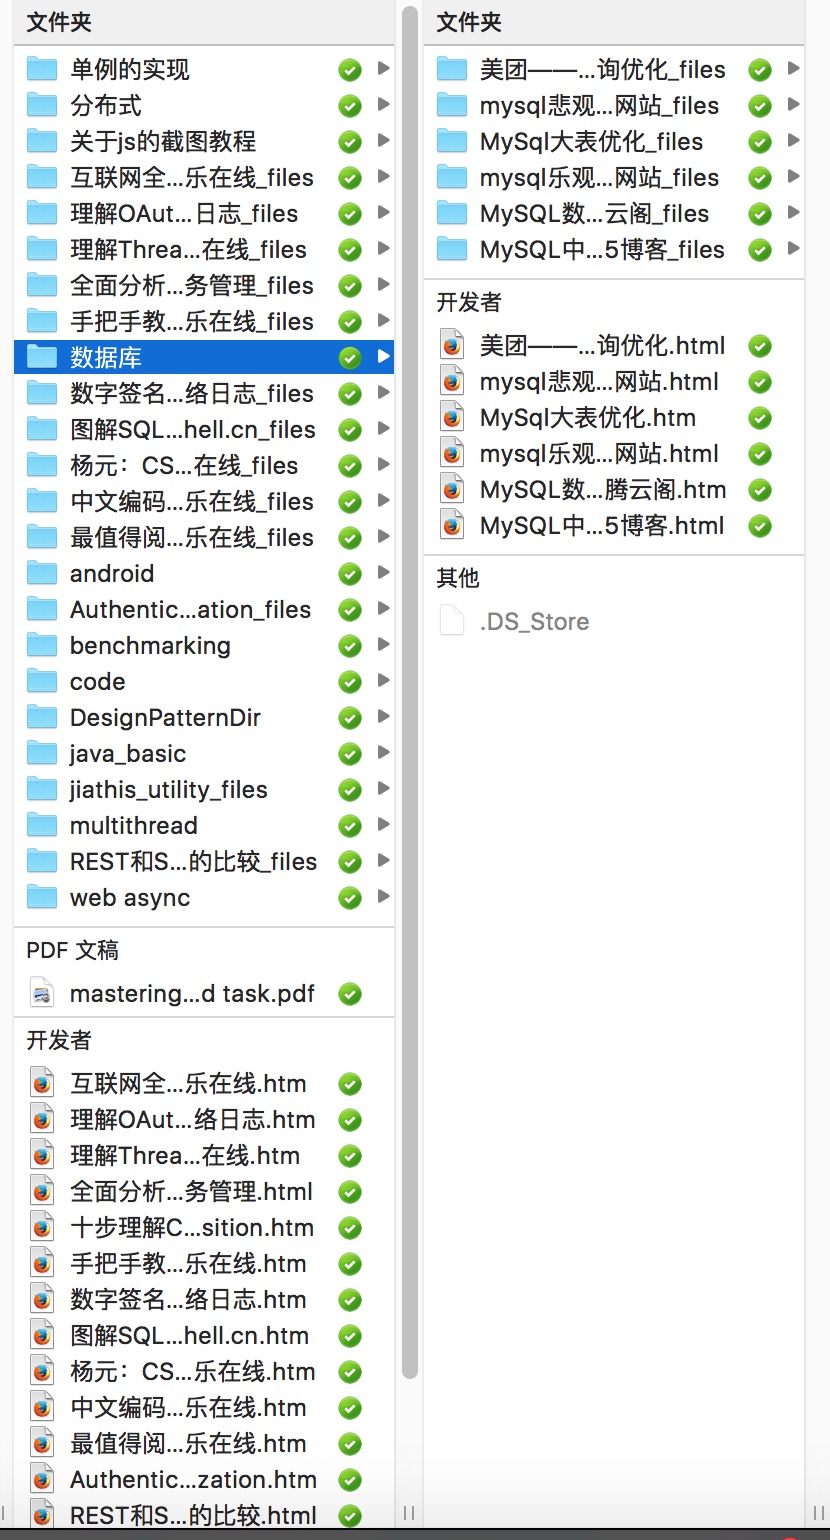 文件夹
单例的实现
分布式
关于js的截图教程
互联网全...乐在线_files
理解OAut...日志_files
理解Threa...在线_files
全面分析...务管理_files
手把手教...乐在线_files
数据库
数字签名...络日志_files
图解SQL...hell.cn_files
杨元：CS...在线_files
中文编码...乐在线_files
最值得阅...乐在线_files
android
Authentic...ation_files
benchmarking
code
DesignPatternDir
java_basic
jiathis_utility_files
multithread
REST和S...的比较_files
web async
PDF 文稿
mastering...d task.pdf
开发者
互联网全...乐在线.htm
理解OAut...络日志.htm
理解Threa...在线.htm
全面分析...务管理.html
十步理解C...sition.htm
手把手教...乐在线.htm
数字签名...络日志.htm
图解SQL...hell.cn.htm
杨元：CS...乐在线.htm
中文编码...乐在线.htm
最值得阅...乐在线.htm
Authentic...zation.htm
REST和S...的比较.html
文件夹
美团——...询优化_files
mysql悲观...网站_files
MySql大表优化_files
mysql乐观...网站_files
MySQL数...云阁_files
MySQL中...5博客_files
开发者
美团——...询优化.html
mysql悲观...网站.html
MySql大表优化.htm
mysql乐观...网站.html
MySQL数...腾云阁.htm
MySQL中...5博客.html
其他
.DS_Store